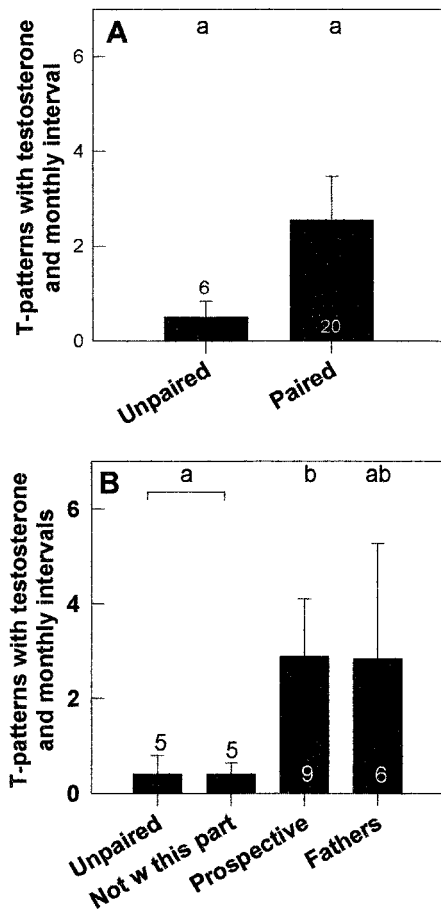 A
a a
T-patterns with testosterone
and monthly interval
6
4
2
0
6
20
Unpaired
Paired
B
a b ab
T-patterns with testosterone
and monthly intervals
6
4
2
0
5
5
9
6
Unpaired
Not w this part
Prospective
Fathers